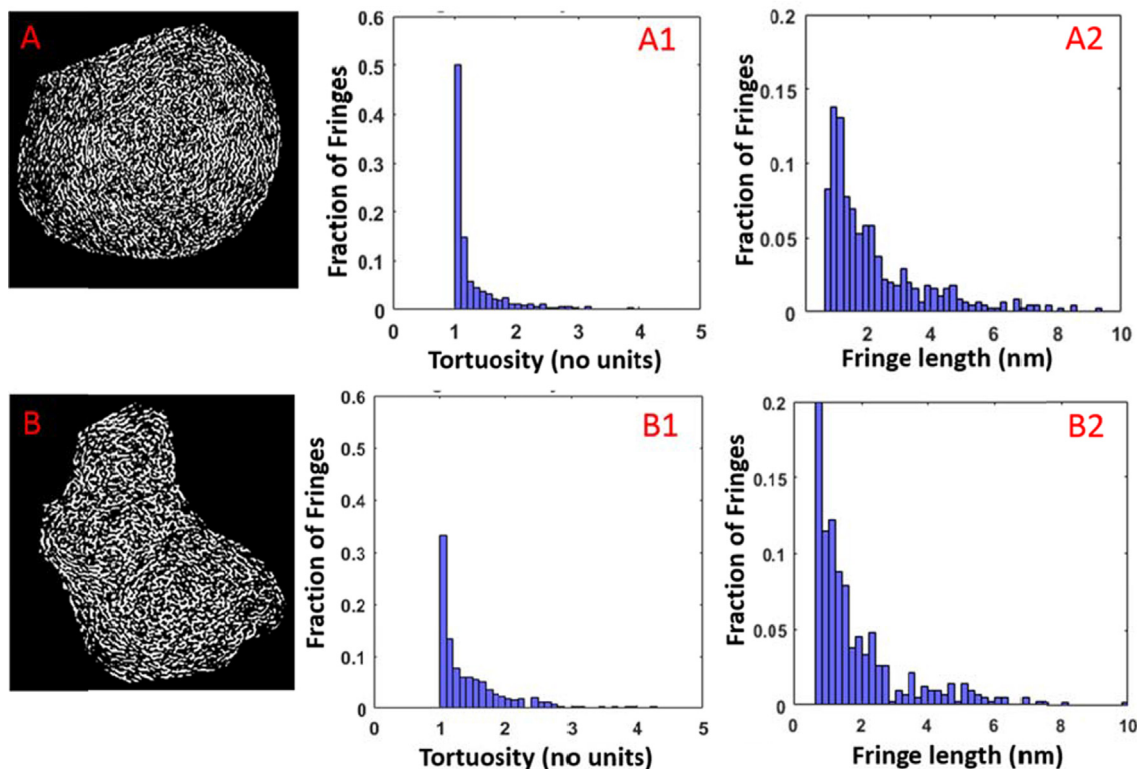 A
Fraction of Fringes
0.6
0.5
0.4
0.3
0.2
0.1
0
A1
0 1 2 3 4 5
Tortuosity (no units)
Fraction of Fringes
0.2
0.15
0.1
0.05
0
A2
2 4 6 8 10
Fringe length (nm)
B
Fraction of Fringes
0.6
0.5
0.4
0.3
0.2
0.1
0
B1
0 1 2 3 4 5
Tortuosity (no units)
Fraction of Fringes
0.2
0.15
0.1
0.05
0
B2
0 2 4 6 8 10
Fringe length (nm)